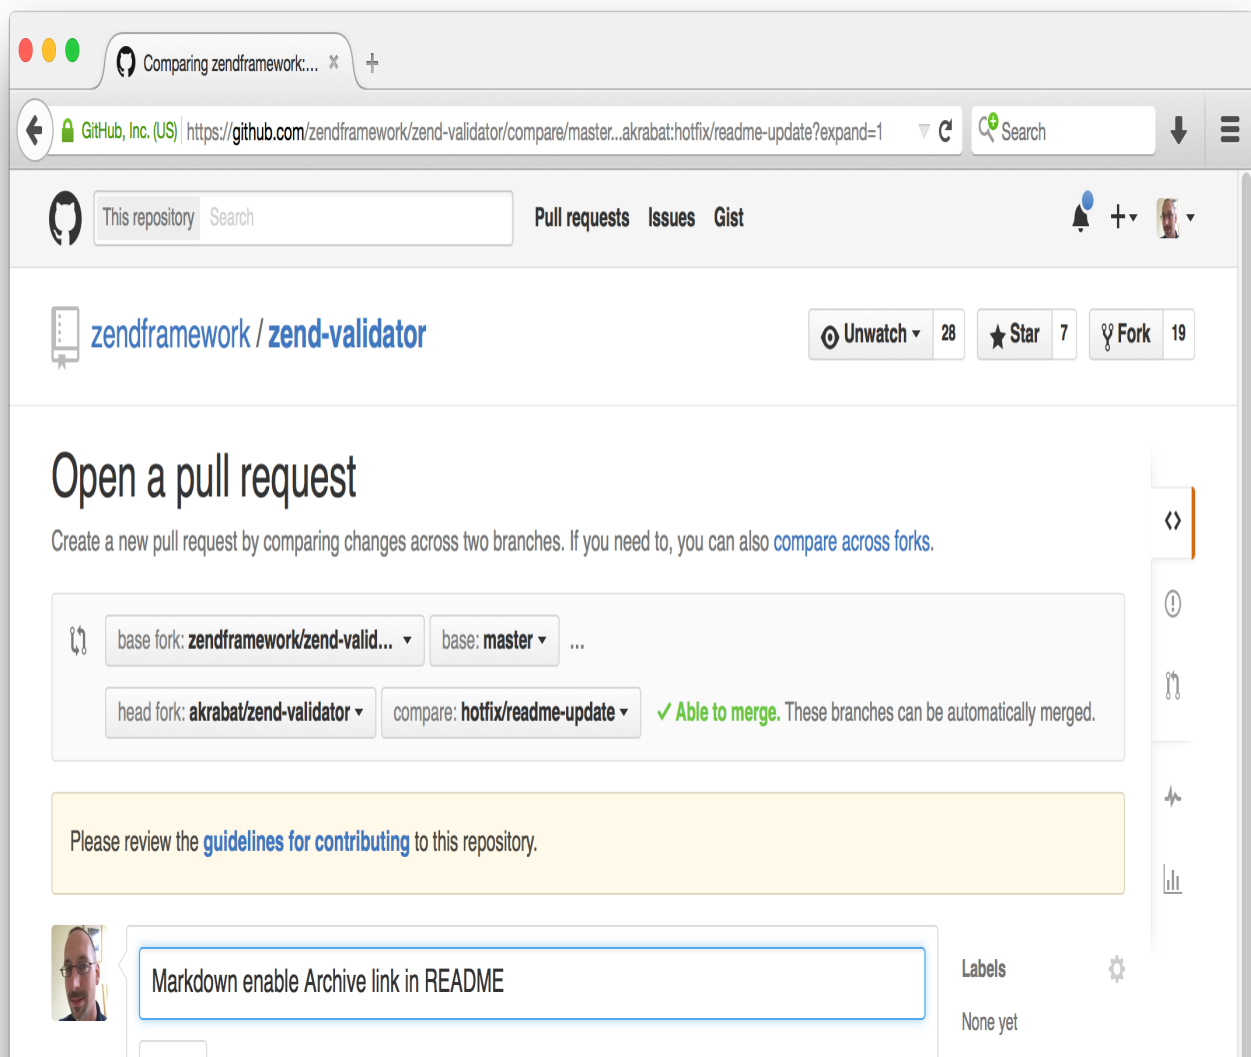 Comparing zendframework:...
GitHub, Inc. (US) https://github.com/zendframework/zend-validator/compare/master...akrabat:hotfix/readme-update?expand=1 Search
This repository Search Pull requests Issues Gist
zendframework / zend-validator Unwatch 28 Star 7 Fork 19
Open a pull request
Create a new pull request by comparing changes across two branches. If you need to, you can also compare across forks.
base fork: zendframework/zend-valid... base: master ...
head fork: akrabat/zend-validator compare: hotfix/readme-update ✓ Able to merge. These branches can be automatically merged.
Please review the guidelines for contributing to this repository.
Markdown enable Archive link in README
Labels
None yet